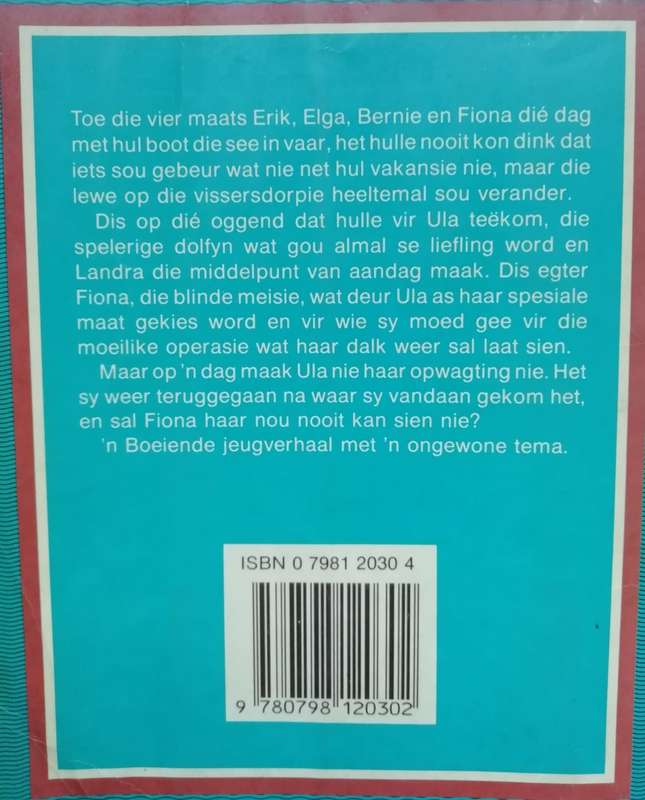 Toe die vier maats Erik, Elga, Bernie en Fiona dié dag
met hul boot die see in vaar, het hulle nooit kon dink dat
iets sou gebeur wat nie net hul vakansie nie, maar die
lewe op die vissersdorpie heeltemal sou verander.
Dis op dié oggend dat hulle vir Ula teëkom, die
spelerige dolfyn wat gou almal se liefling word en
Landra die middelpunt van aandag maak. Dis egter
Fiona, die blinde meisie, wat deur Ula as haar spesiale
maat gekies word en vir wie sy moed gee vir die
moeilike operasie wat haar dalk weer sal laat sien.
Maar op 'n dag maak Ula nie haar opwagting nie. Het
sy weer teruggegaan na waar sy vandaan gekom het,
en sal Fiona haar nou nooit kan sien nie?
'n Boeiende jeugverhaal met 'n ongewone tema.
ISBN 0 7981 2030 4
9 780798 120302